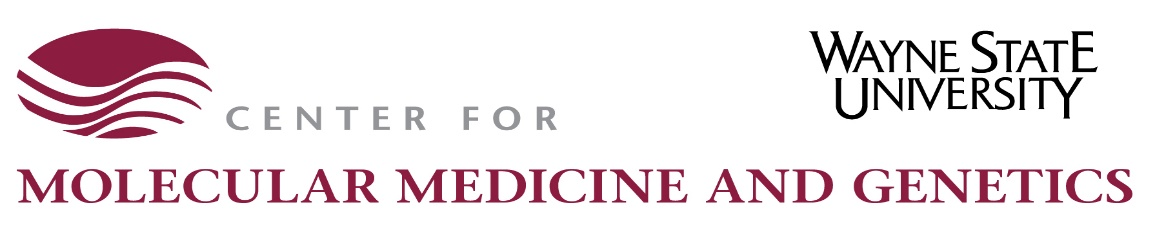 WAYNE STATE
UNIVERSITY
CENTER FOR
MOLECULAR MEDICINE AND GENETICS